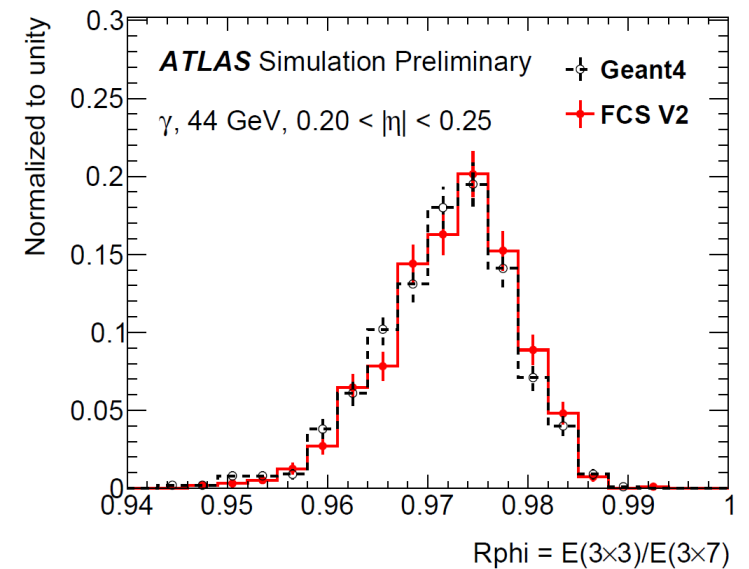 Normalized to unity
0.3
0.25
0.2
0.15
0.1
0.05
0
ATLAS Simulation Preliminary
γ, 44 GeV, 0.20 < |η| < 0.25
Geant4
FCS V2
0.94 0.95 0.96 0.97 0.98 0.99 1
Rphi = E(3×3)/E(3×7)